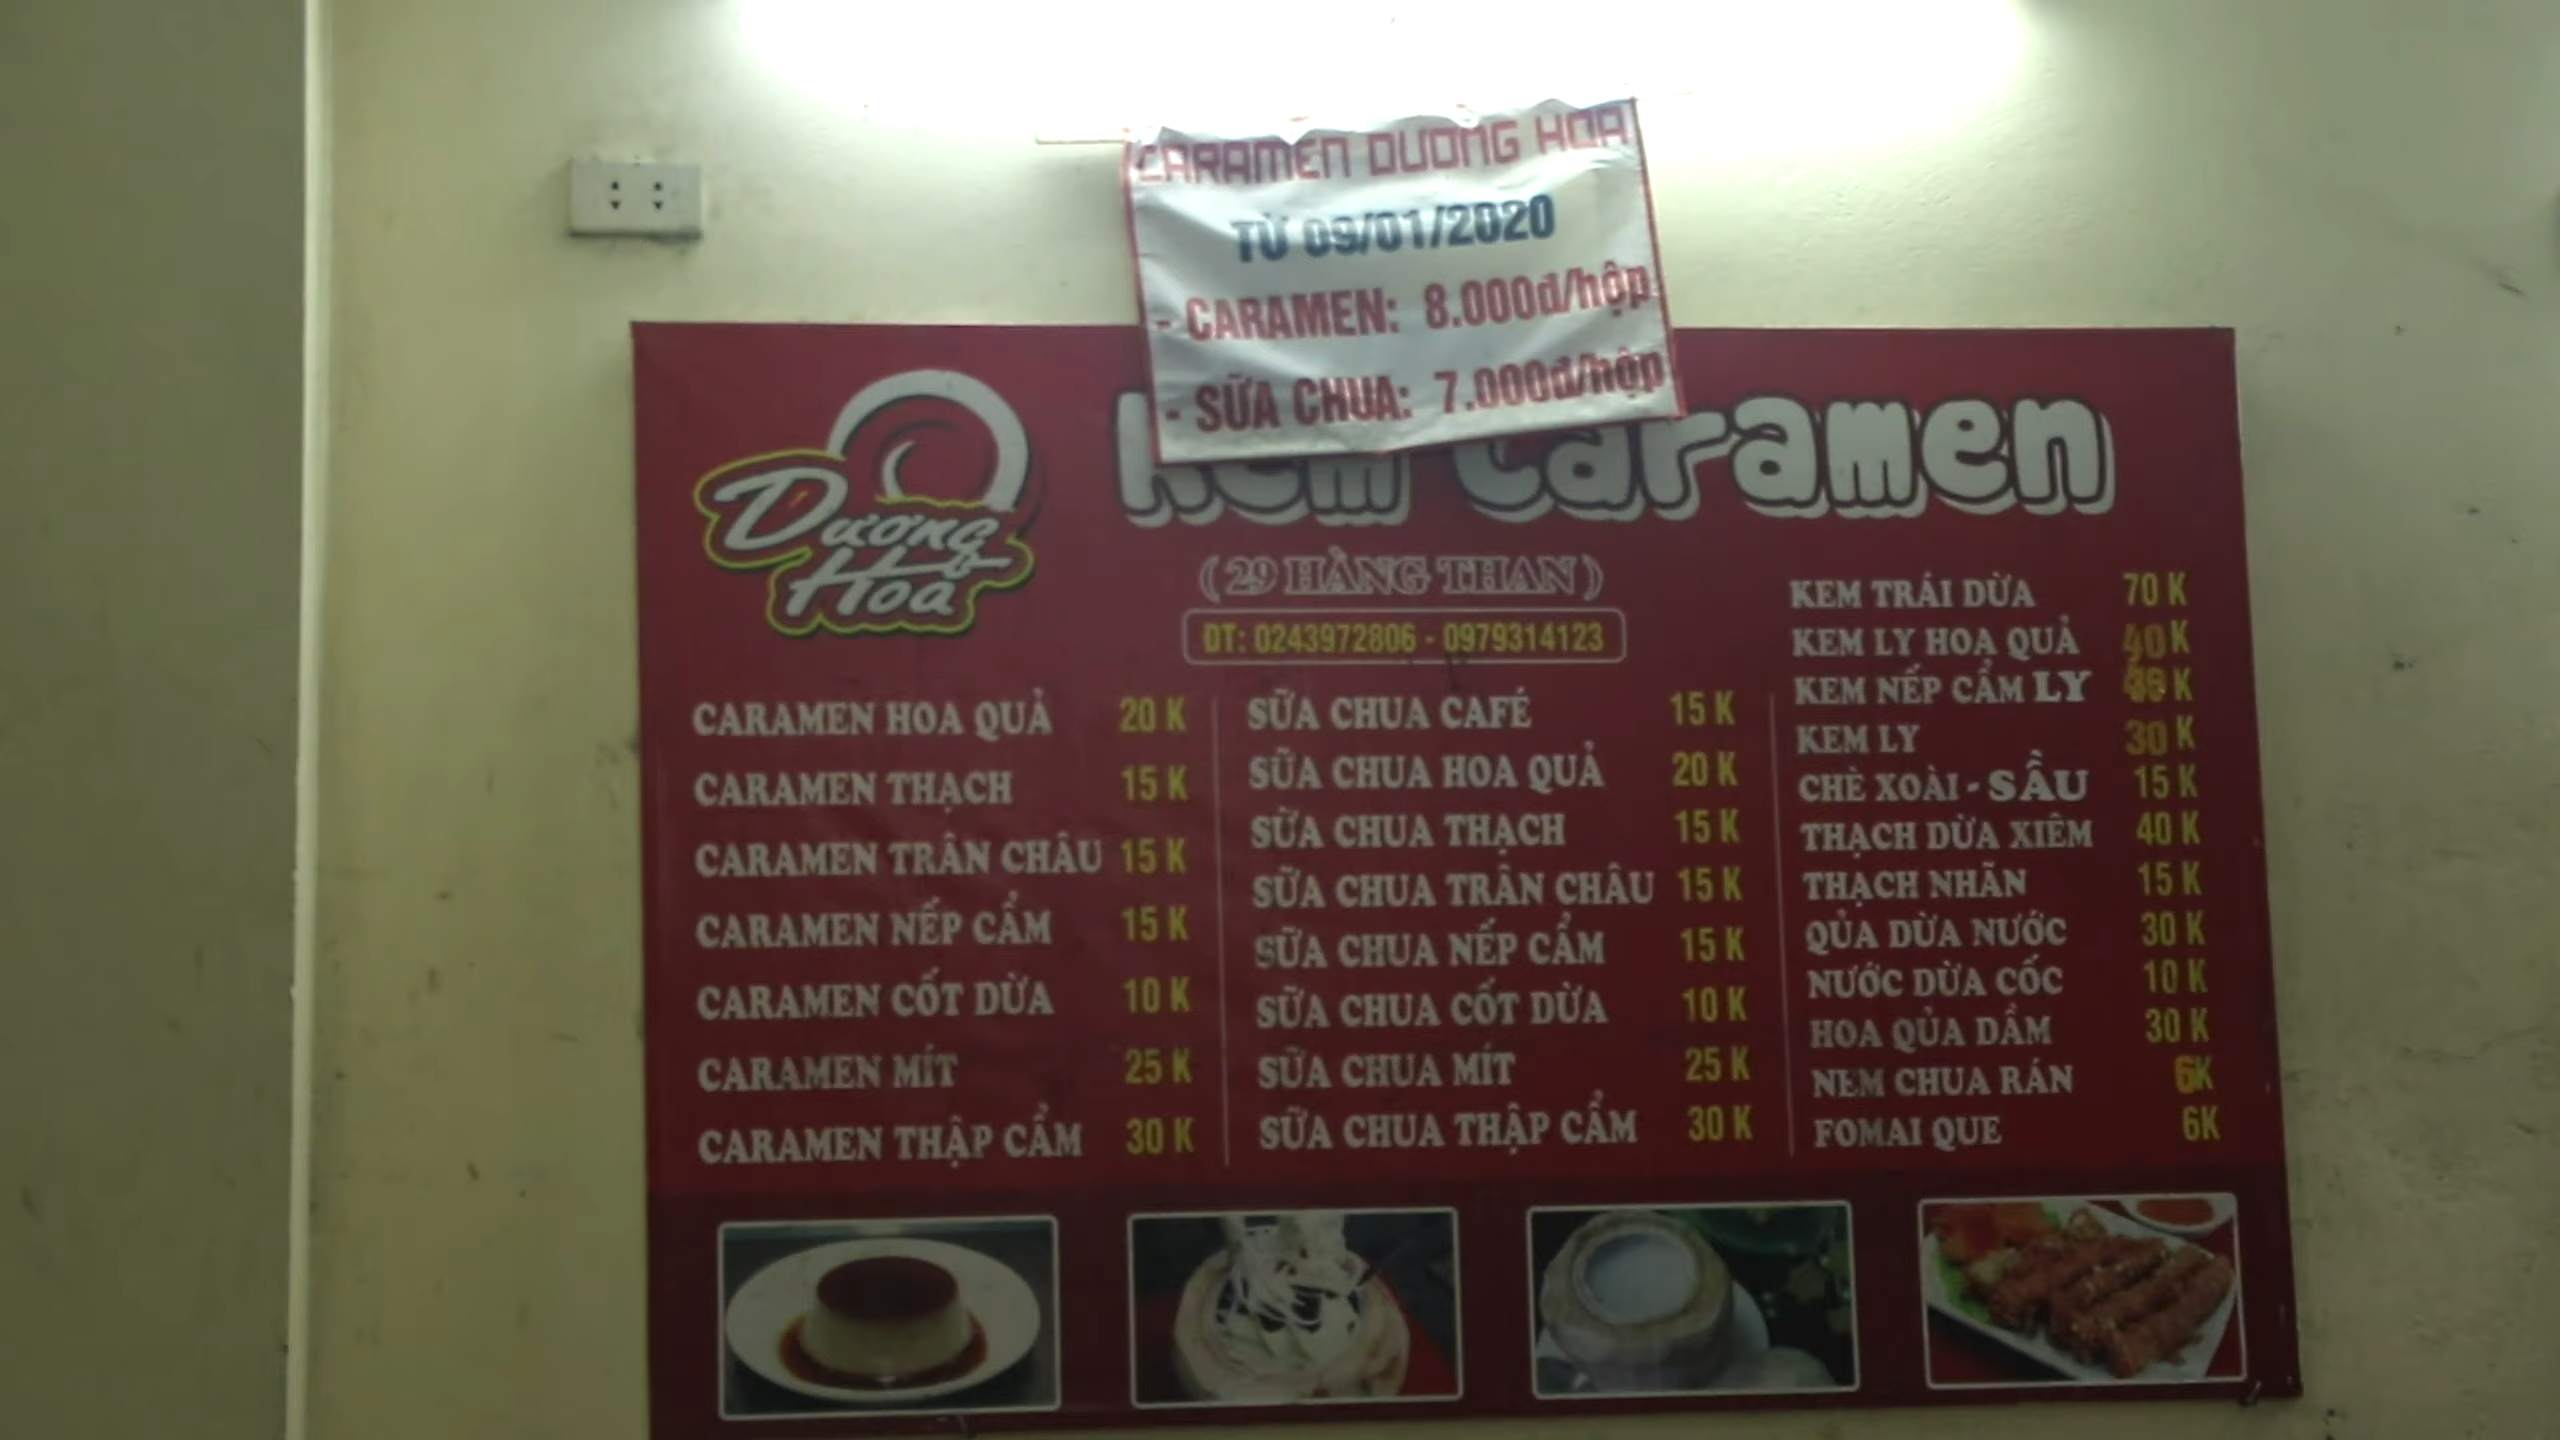 CARAMEN DƯƠNG HOA
TỪ 09/01/2020
- CARAMEN: 8.000đ/hộp
- SỮA CHUA: 7.000đ/hộp
Kem Caramen
Dương
Hoa
( 29 HÀNG THAN )
ĐT: 0243972806 - 0979314123
CARAMEN HOA QUẢ 20 K
CARAMEN THẠCH 15 K
CARAMEN TRÂN CHÂU 15 K
CARAMEN NẾP CẨM 15 K
CARAMEN CỐT DỪA 10 K
CARAMEN MÍT 25 K
CARAMEN THẬP CẨM 30 K
SỮA CHUA CAFÉ 15 K
SỮA CHUA HOA QUẢ 20 K
SỮA CHUA THẠCH 15 K
SỮA CHUA TRÂN CHÂU 15 K
SỮA CHUA NẾP CẨM 15 K
SỮA CHUA CỐT DỪA 10 K
SỮA CHUA MÍT 25 K
SỮA CHUA THẬP CẨM 30 K
KEM TRÁI DỪA 70 K
KEM LY HOA QUẢ 40 K
KEM NẾP CẨM LY K
KEM LY 30 K
CHÈ XOÀI - SẦU 15 K
THẠCH DỪA XIÊM 40 K
THẠCH NHÃN 15 K
QỦA DỪA NƯỚC 30 K
NƯỚC DỪA CỐC 10 K
HOA QỦA DẦM 30 K
NEM CHUA RÁN 6K
FOMAI QUE 6K